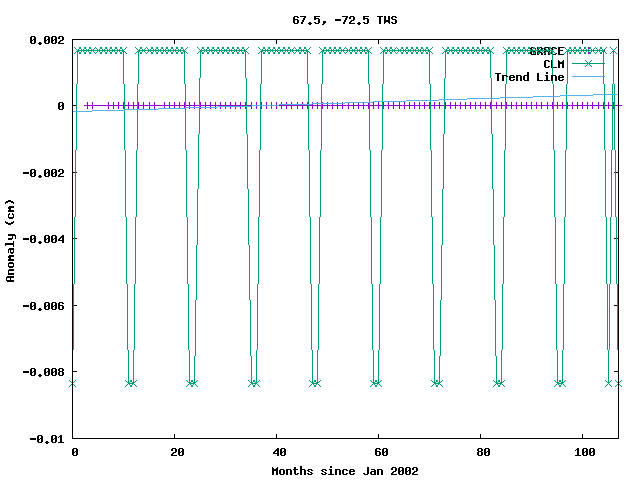 67.5, -72.5 TWS
0.002
0
-0.002
-0.004
-0.006
-0.008
-0.01
Anomaly (cm)
GRACE
CLM
Trend Line
0 20 40 60 80 100
Months since Jan 2002